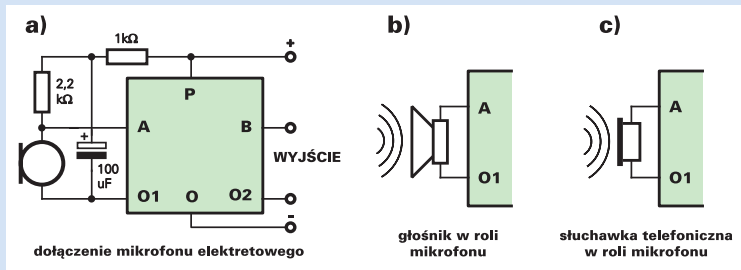 a)
1kΩ
+
2,2
kΩ
P
A
B
+
WYJŚCIE
100
uF
O1
O
O2
-
dołączenie mikrofonu elektretowego
b)
A
O1
głośnik w roli
mikrofonu
c)
A
O1
słuchawka telefoniczna
w roli mikrofonu